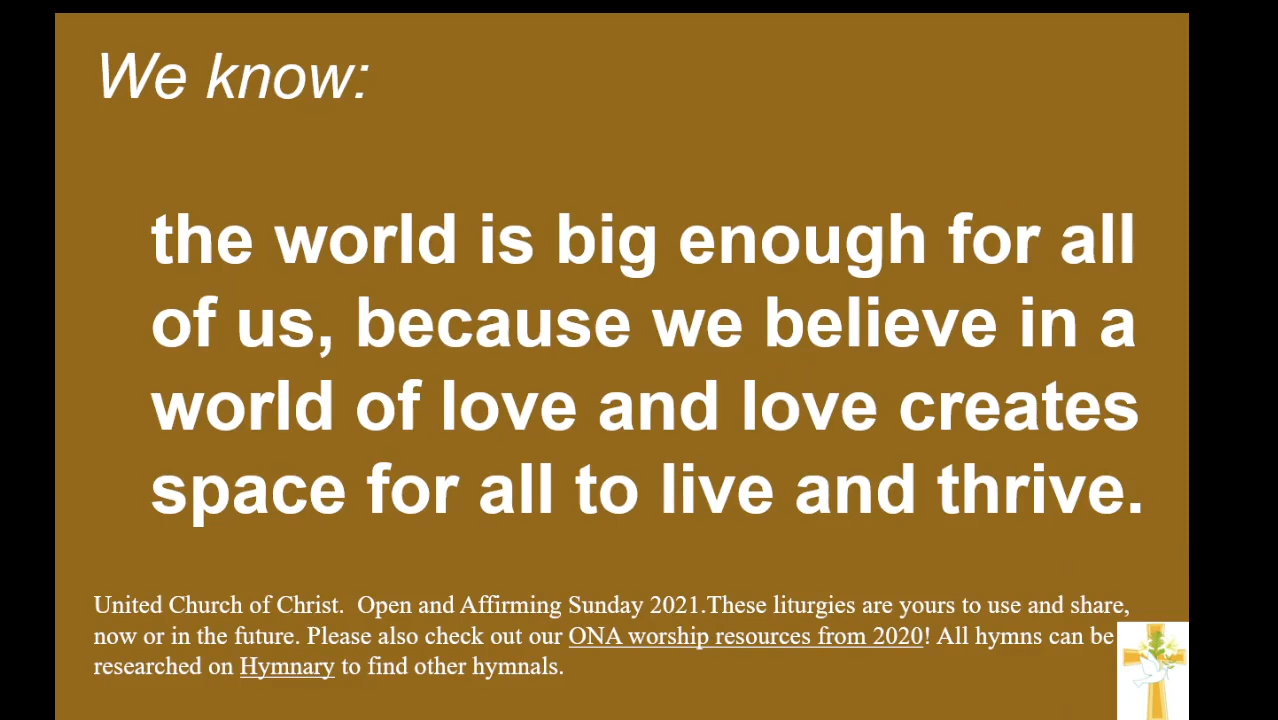 We know:
the world is big enough for all
of us, because we believe in a
world of love and love creates
space for all to live and thrive.
United Church of Christ.  Open and Affirming Sunday 2021.These liturgies are yours to use and share,
now or in the future. Please also check out our ONA worship resources from 2020! All hymns can be
researched on Hymnary to find other hymnals.